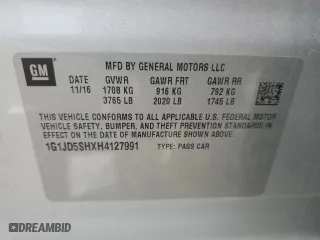 GM
MFD BY GENERAL MOTORS LLC
DATE GVWR GAWR FRT GAWR RR
11/16 1708 KG 916 KG 792 KG
3765 LB 2020 LB 1745 LB
THIS VEHICLE CONFORMS TO ALL APPLICABLE U.S. FEDERAL MOTOR
VEHICLE SAFETY, BUMPER, AND THEFT PREVENTION STANDARDS IN
EFFECT ON THE DATE OF MANUFACTURE SHOWN ABOVE.
1G1JD5SHXH4127991 TYPE: PASS CAR
© AUTOHELPERBOT.COM